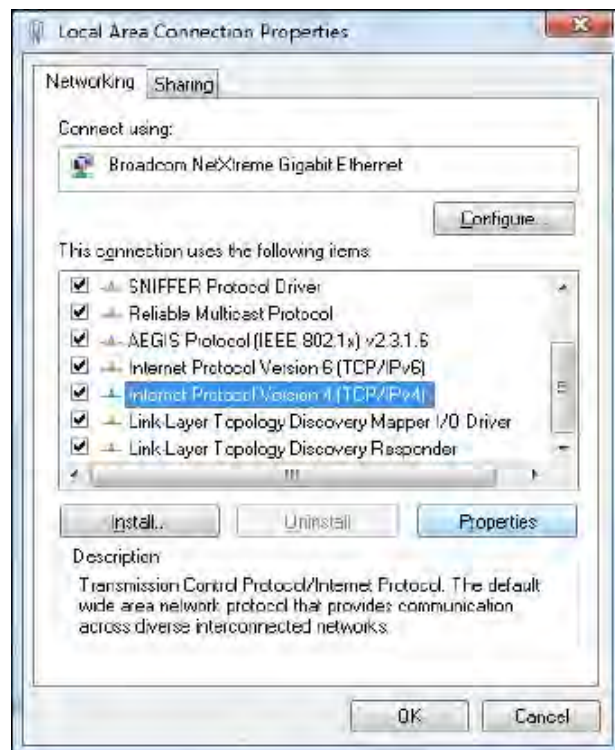 Local Area Connection Properties
Networking Sharing
Connect using:
Broadcom NetXtreme Gigabit Ethernet
Configure...
This connection uses the following items:
SNIFFER Protocol Driver
Reliable Multicast Protocol
AEGIS Protocol (IEEE 802.1x) v2.3.1.6
Internet Protocol Version 6 (TCP/IPv6)
Internet Protocol Version 4 (TCP/IPv4)
Link-Layer Topology Discovery Mapper I/O Driver
Link-Layer Topology Discovery Responder
Install... Uninstall Properties
Description
Transmission Control Protocol/Internet Protocol. The default
wide area network protocol that provides communication
across diverse interconnected networks.
OK Cancel